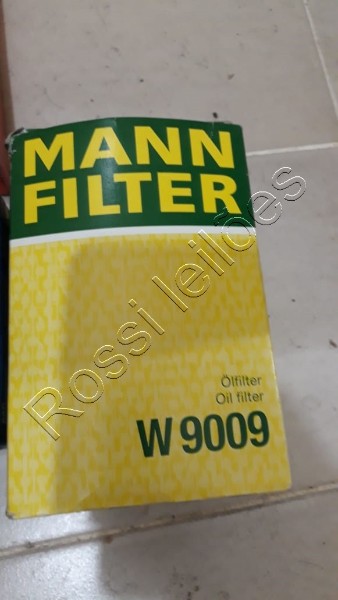 MANN
FILTER
Rossi leilões
Ölfilter
Oil filter
W 9009